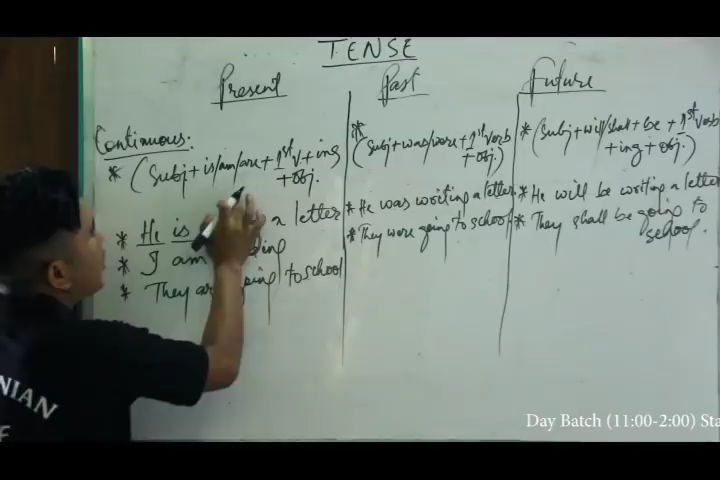 TENSE
Present Past Future
Continuous:
* (Subj + is/am/are + 1st v + ing
+ obj.
* (Subj + was/were + 1st verb
+ obj.)
* (Subj + will/shall + be + 1st verb
+ ing + obj.)
* He is a letter
* I am
* They are going to school
* He was writing a letter
* They were going to school
* He will be writing a letter
* They shall be going to
school.
NIAN
Day Batch (11:00-2:00) Sta